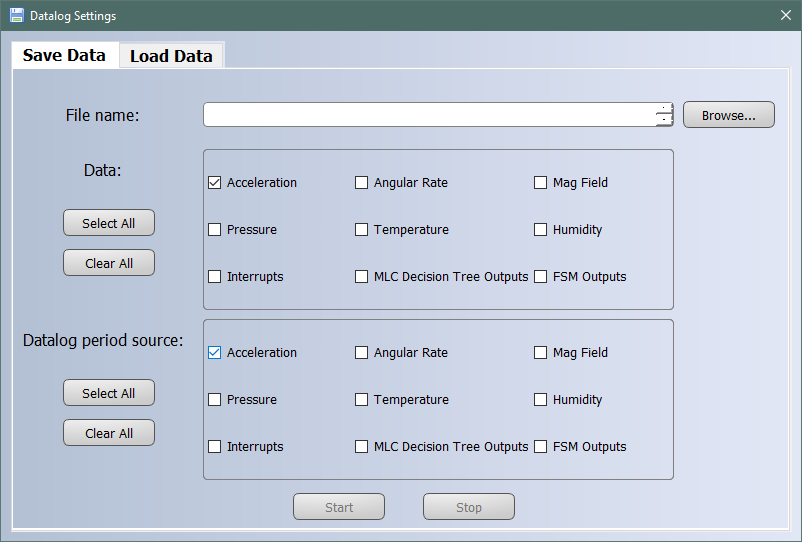 Datalog Settings
Save Data Load Data
File name: Browse...
Data:
Acceleration Angular Rate Mag Field
Select All
Pressure Temperature Humidity
Clear All
Interrupts MLC Decision Tree Outputs FSM Outputs
Datalog period source:
Acceleration Angular Rate Mag Field
Select All
Pressure Temperature Humidity
Clear All
Interrupts MLC Decision Tree Outputs FSM Outputs
Start Stop